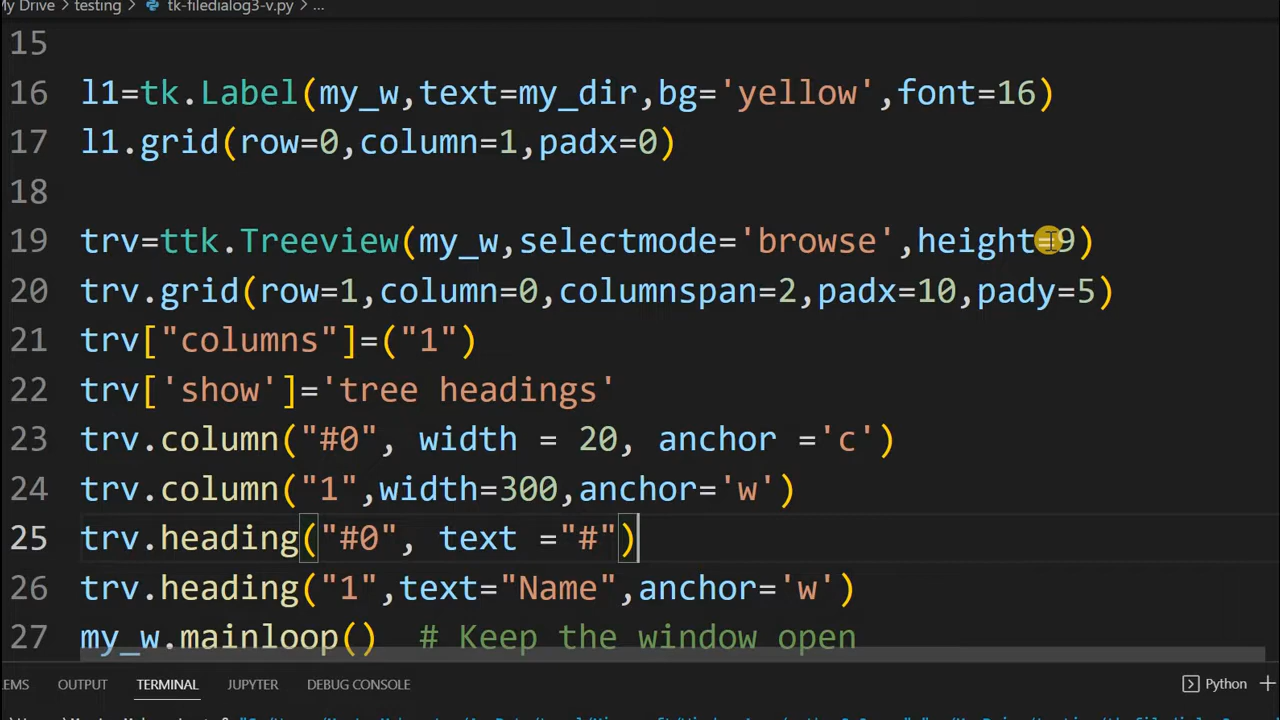 My Drive > testing > tk-filedialog3-v.py > ...
15
16 l1=tk.Label(my_w,text=my_dir,bg='yellow',font=16)
17 l1.grid(row=0,column=1,padx=0)
18
19 trv=ttk.Treeview(my_w,selectmode='browse',height=9)
20 trv.grid(row=1,column=0,columnspan=2,padx=10,pady=5)
21 trv["columns"]=("1")
22 trv['show']='tree headings'
23 trv.column("#0", width = 20, anchor ='c')
24 trv.column("1",width=300,anchor='w')
25 trv.heading("#0", text ="#")
26 trv.heading("1",text="Name",anchor='w')
27 my_w.mainloop()  # Keep the window open
LEMS OUTPUT TERMINAL JUPYTER DEBUG CONSOLE Python